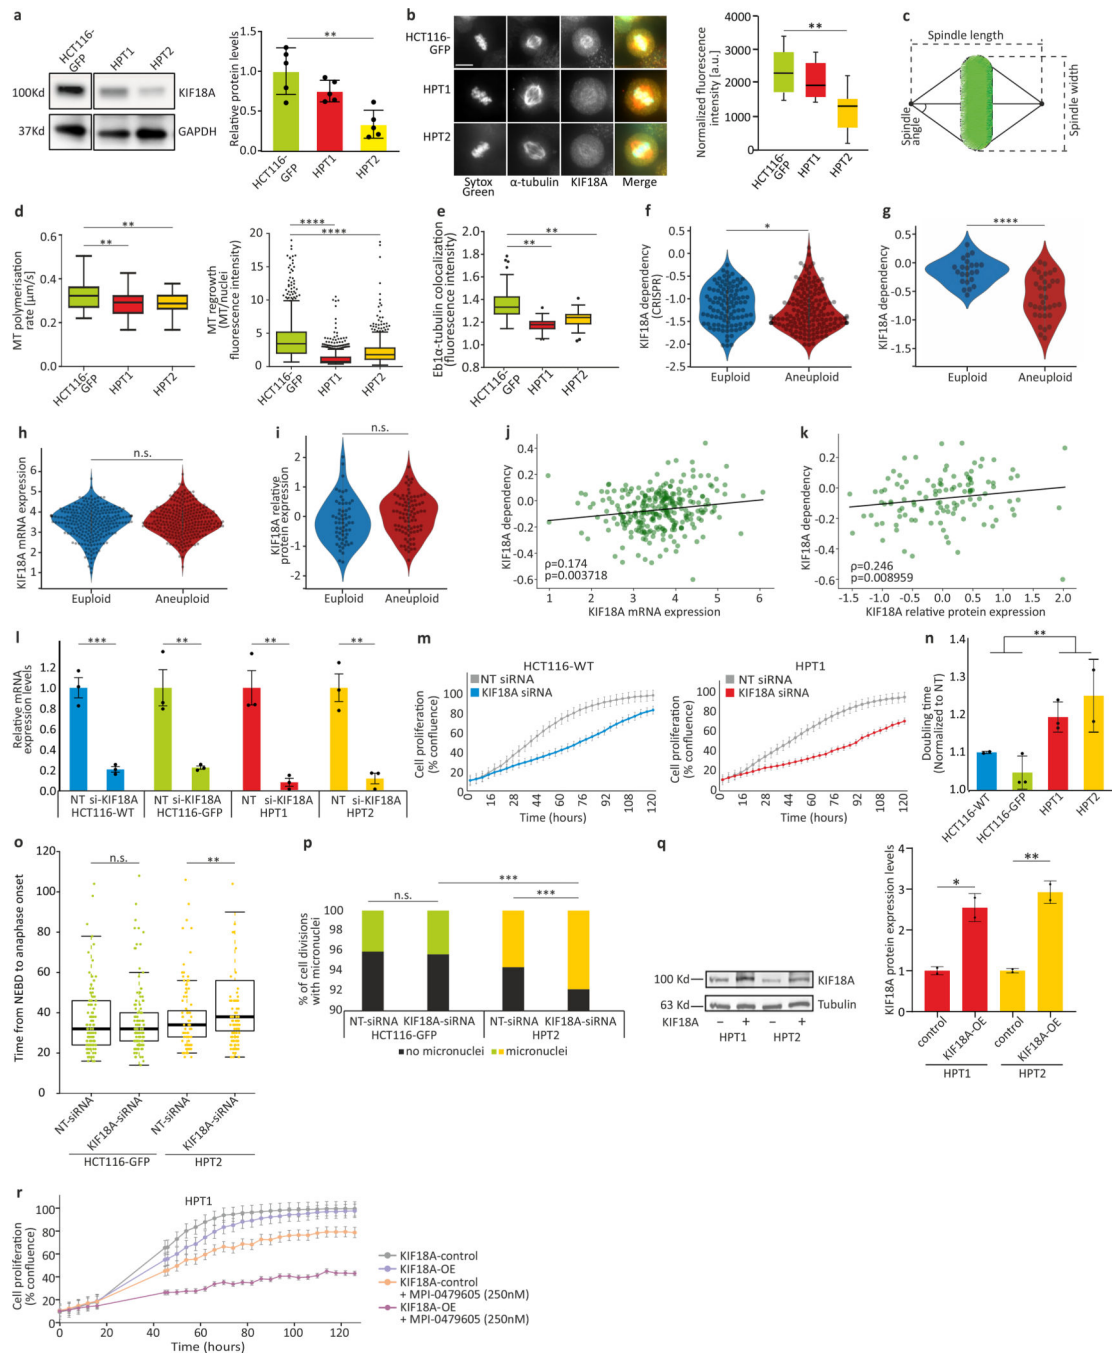 a
HCT116-
GFP
HPT1
HPT2
100Kd
KIF18A
37Kd
GAPDH
Relative protein levels
1.5
1.0
0.5
0.0
**
HCT116-
GFP
HPT1
HPT2
b
HCT116-
GFP
HPT1
HPT2
Sytox
Green
α-tubulin
KIF18A
Merge
Normalized fluorescence
intensity [a.u.]
4000
3000
2000
1000
0
**
HCT116-
GFP
HPT1
HPT2
c
Spindle length
Spindle width
Spindle
angle
d
MT polymerisation
rate [μm/s]
0.6
0.4
0.2
0.0
**
**
HCT116-
GFP
HPT1
HPT2
MT regrowth
(MT/nuclei
fluorescence intensity)
20
15
10
5
0
****
****
HCT116-
GFP
HPT1
HPT2
e
Eb1α-tubulin colocalization
(fluorescence intensity)
2.1
1.8
1.5
1.2
0.9
0.6
**
**
HCT116-
GFP
HPT1
HPT2
f
KIF18A dependency
(CRISPR)
0.5
0.0
-0.5
-1.0
-1.5
-2.0
-2.5
*
Euploid
Aneuploid
g
KIF18A dependency
0.5
0.0
-0.5
-1.0
-1.5
****
Euploid
Aneuploid
h
KIF18A mRNA expression
6
5
4
3
2
1
n.s.
Euploid
Aneuploid
i
KIF18A relative
protein expression
2
1
0
-1
-2
n.s.
Euploid
Aneuploid
j
KIF18A dependency
0.4
0.2
0.0
-0.2
-0.4
-0.6
ρ=0.174
p=0.003718
1 2 3 4 5 6
KIF18A mRNA expression
k
KIF18A dependency
0.4
0.2
0.0
-0.2
-0.4
-0.6
ρ=0.246
p=0.008959
-1.5 -1.0 -0.5 0.0 0.5 1.0 1.5 2.0
KIF18A relative protein expression
l
Relative mRNA
expression levels
1.2
1.0
0.8
0.6
0.4
0.2
0
*** ** ** **
NT si-KIF18A NT si-KIF18A NT si-KIF18A NT si-KIF18A
HCT116-WT HCT116-GFP HPT1 HPT2
m
HCT116-WT
NT siRNA
KIF18A siRNA
Cell proliferation
(% confluence)
100
80
60
40
20
0 16 28 44 56 64 76 92 108 120
Time (hours)
HPT1
NT siRNA
KIF18A siRNA
Cell proliferation
(% confluence)
100
80
60
40
20
0 16 28 44 56 64 76 92 108 120
Time (hours)
n
Doubling time
(Normalized to NT)
1.4
1.3
1.2
1.1
1.0
**
HCT116-WT
HCT116-GFP
HPT1
HPT2
o
Time from NEBD to anaphase onset
120
100
80
60
40
20
0
n.s.
**
NT-siRNA
KIF18A-siRNA
NT-siRNA
KIF18A-siRNA
HCT116-GFP
HPT2
p
% of cell divisions
with micronuclei
100
98
96
94
92
90
***
n.s.
***
NT-siRNA KIF18A-siRNA NT-siRNA KIF18A-siRNA
HCT116-GFP HPT2
no micronuclei micronuclei
q
100 Kd
KIF18A
63 Kd
Tubulin
KIF18A – + – +
HPT1 HPT2
KIF18A protein expression levels
4
3
2
1
0
*
**
control
KIF18A-OE
control
KIF18A-OE
HPT1
HPT2
r
HPT1
Cell proliferation
(% confluence)
100
80
60
40
20
0
0 20 40 60 80 100 120
Time (hours)
KIF18A-control
KIF18A-OE
KIF18A-control
+ MPI-0479605 (250nM)
KIF18A-OE
+ MPI-0479605 (250nM)